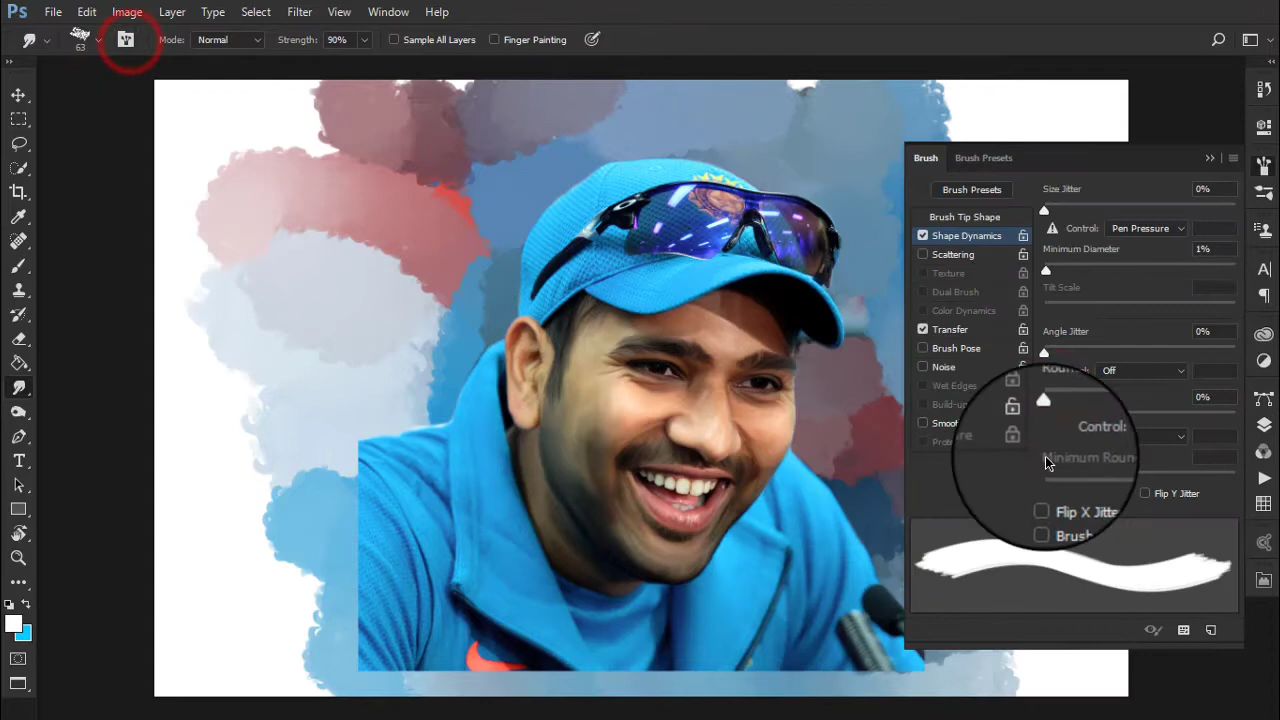 Ps File Edit Image Layer Type Select Filter View Window Help
63 Mode: Normal Strength: 90% Sample All Layers Finger Painting
Brush Brush Presets
Brush Presets Size Jitter 0%
Brush Tip Shape
Shape Dynamics Control: Pen Pressure
Scattering Minimum Diameter 1%
Texture
Dual Brush Tilt Scale
Color Dynamics
Transfer Angle Jitter 0%
Brush Pose
Noise Off
Wet Edges
0%
Control:
Minimum Roun
Flip Y Jitter
Flip X Jitte
Brush